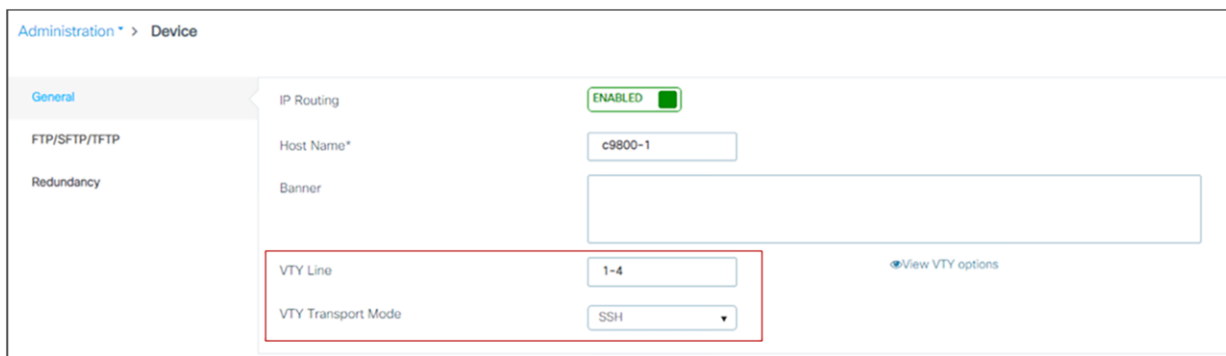 Administration > Device
General
IP Routing
ENABLED
FTP/SFTP/TFTP
Host Name*
c9800-1
Redundancy
Banner
VTY Line
1-4
View VTY options
VTY Transport Mode
SSH